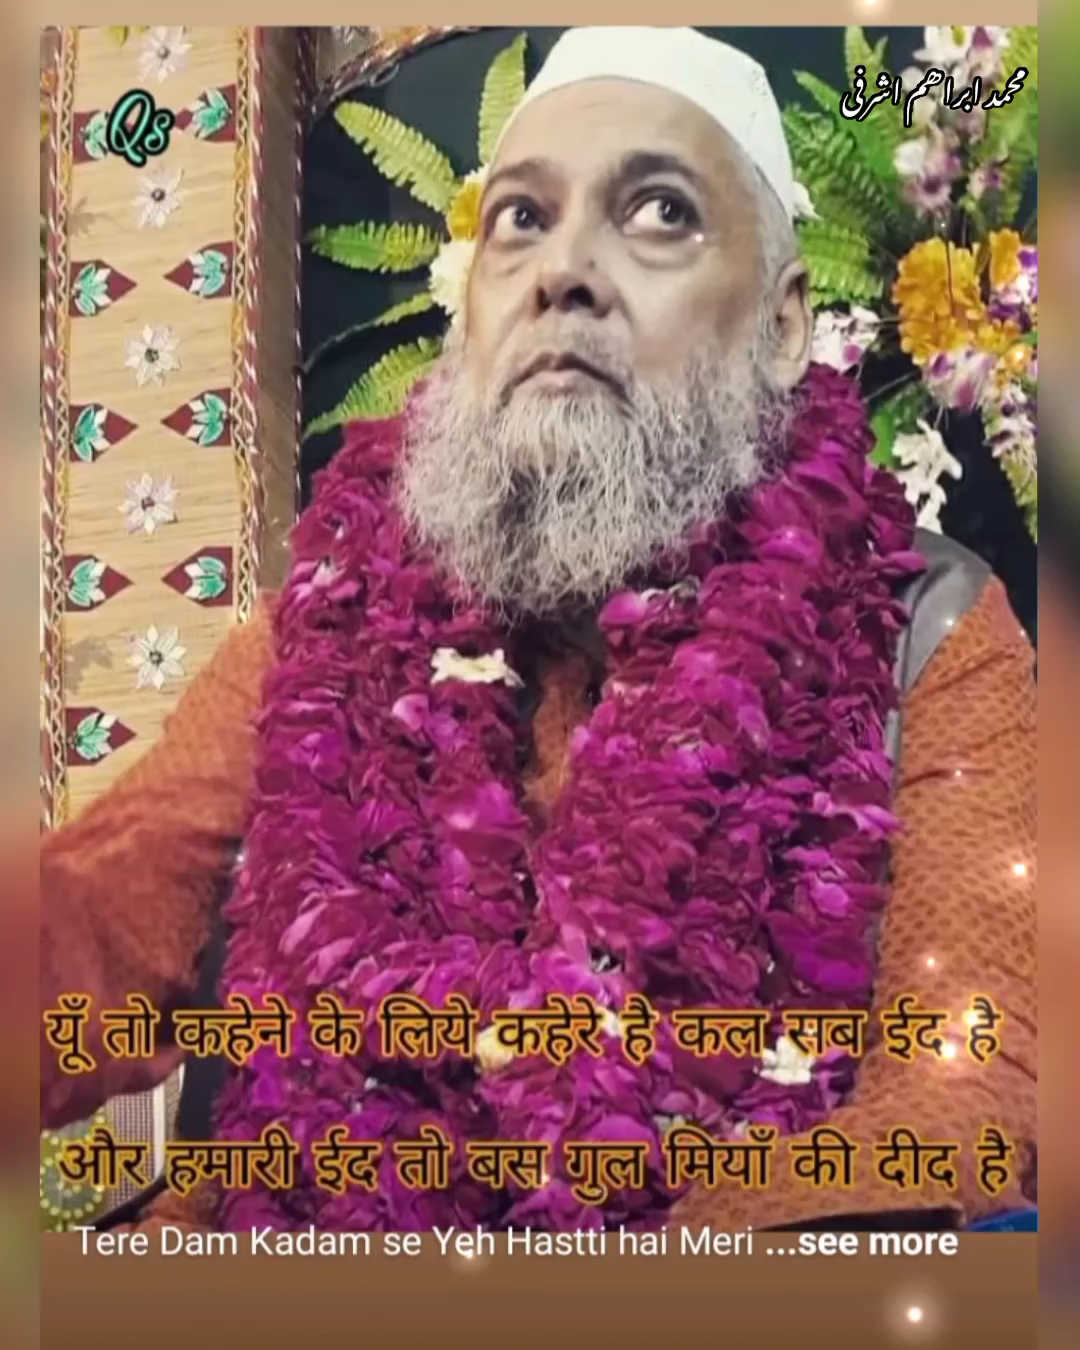 Qs
محمد ابراھم اشرفی
यूँ तो कहेने के लिये कहेरे है कल सब ईद है
और हमारी ईद तो बस गुल मियाँ की दीद है
Tere Dam Kadam se Yeh Hastti hai Meri ...see more